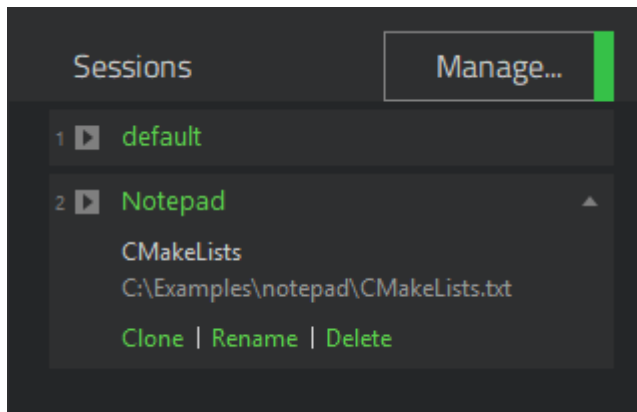 Sessions Manage...
1 default
2 Notepad
CMakeLists
C:\Examples\notepad\CMakeLists.txt
Clone | Rename | Delete